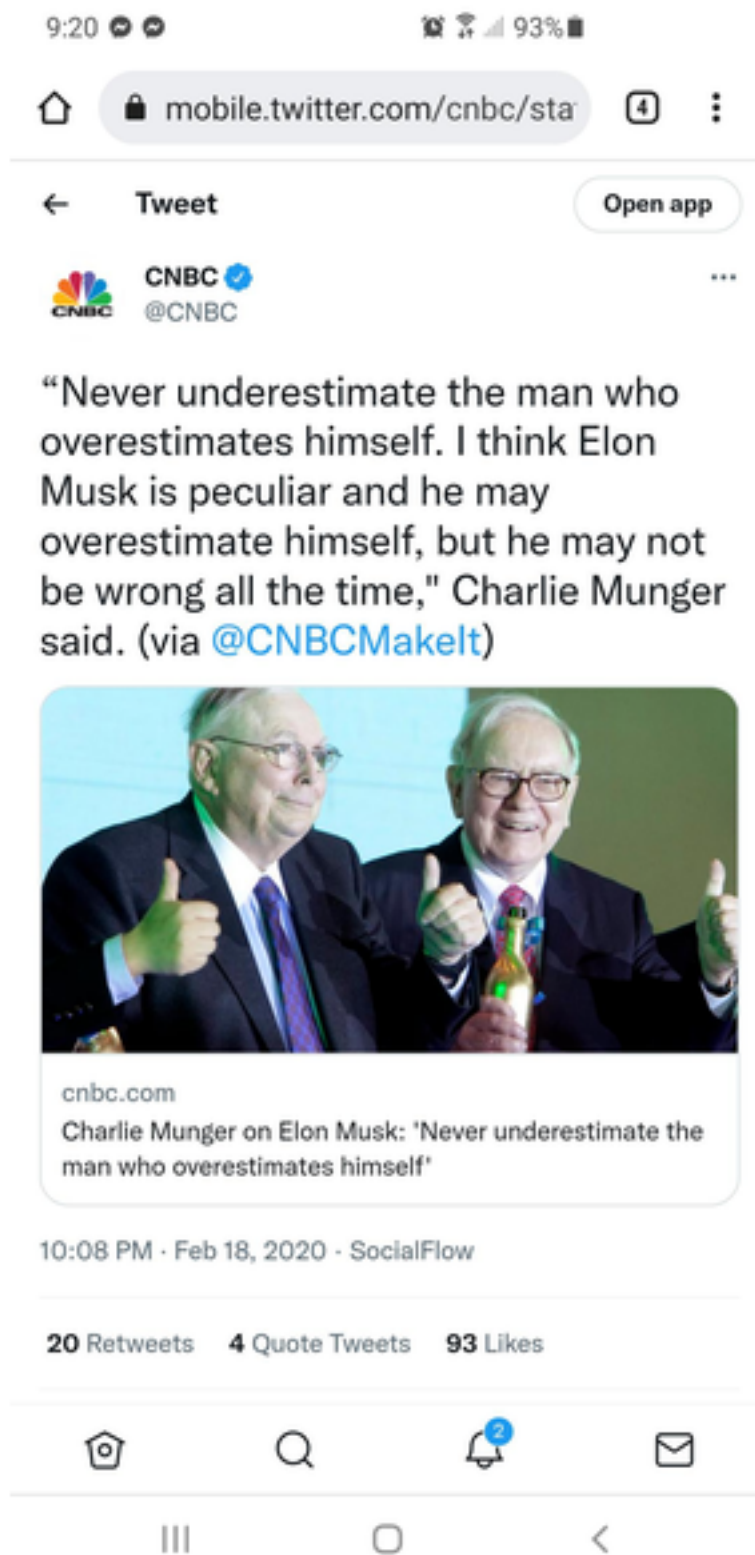 9:20 93%
mobile.twitter.com/cnbc/sta 4
Tweet Open app
CNBC
CNBC
@CNBC
“Never underestimate the man who
overestimates himself. I think Elon
Musk is peculiar and he may
overestimate himself, but he may not
be wrong all the time," Charlie Munger
said. (via @CNBCMakeIt)
cnbc.com
Charlie Munger on Elon Musk: 'Never underestimate the
man who overestimates himself'
10:08 PM · Feb 18, 2020 · SocialFlow
20 Retweets 4 Quote Tweets 93 Likes
2